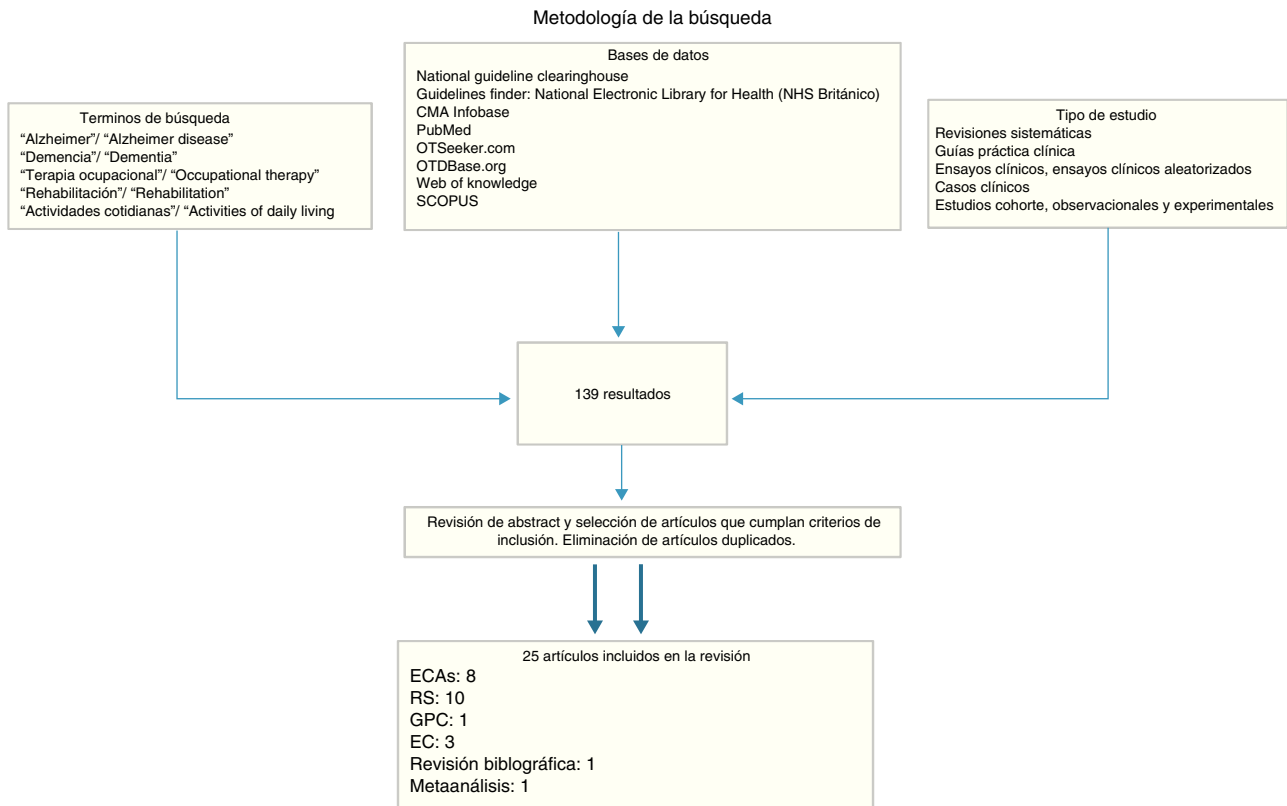 Metodología de la búsqueda
Terminos de búsqueda
“Alzheimer”/ “Alzheimer disease”
“Demencia”/ “Dementia”
“Terapia ocupacional”/ “Occupational therapy”
“Rehabilitación”/ “Rehabilitation”
“Actividades cotidianas”/ “Activities of daily living
Bases de datos
National guideline clearinghouse
Guidelines finder: National Electronic Library for Health (NHS Británico)
CMA Infobase
PubMed
OTSeeker.com
OTDBase.org
Web of knowledge
SCOPUS
Tipo de estudio
Revisiones sistemáticas
Guías práctica clínica
Ensayos clínicos, ensayos clínicos aleatorizados
Casos clínicos
Estudios cohorte, observacionales y experimentales
139 resultados
Revisión de abstract y selección de artículos que cumplan criterios de
inclusión. Eliminación de artículos duplicados.
25 artículos incluidos en la revisión
ECAs: 8
RS: 10
GPC: 1
EC: 3
Revisión biblográfica: 1
Metaanálisis: 1